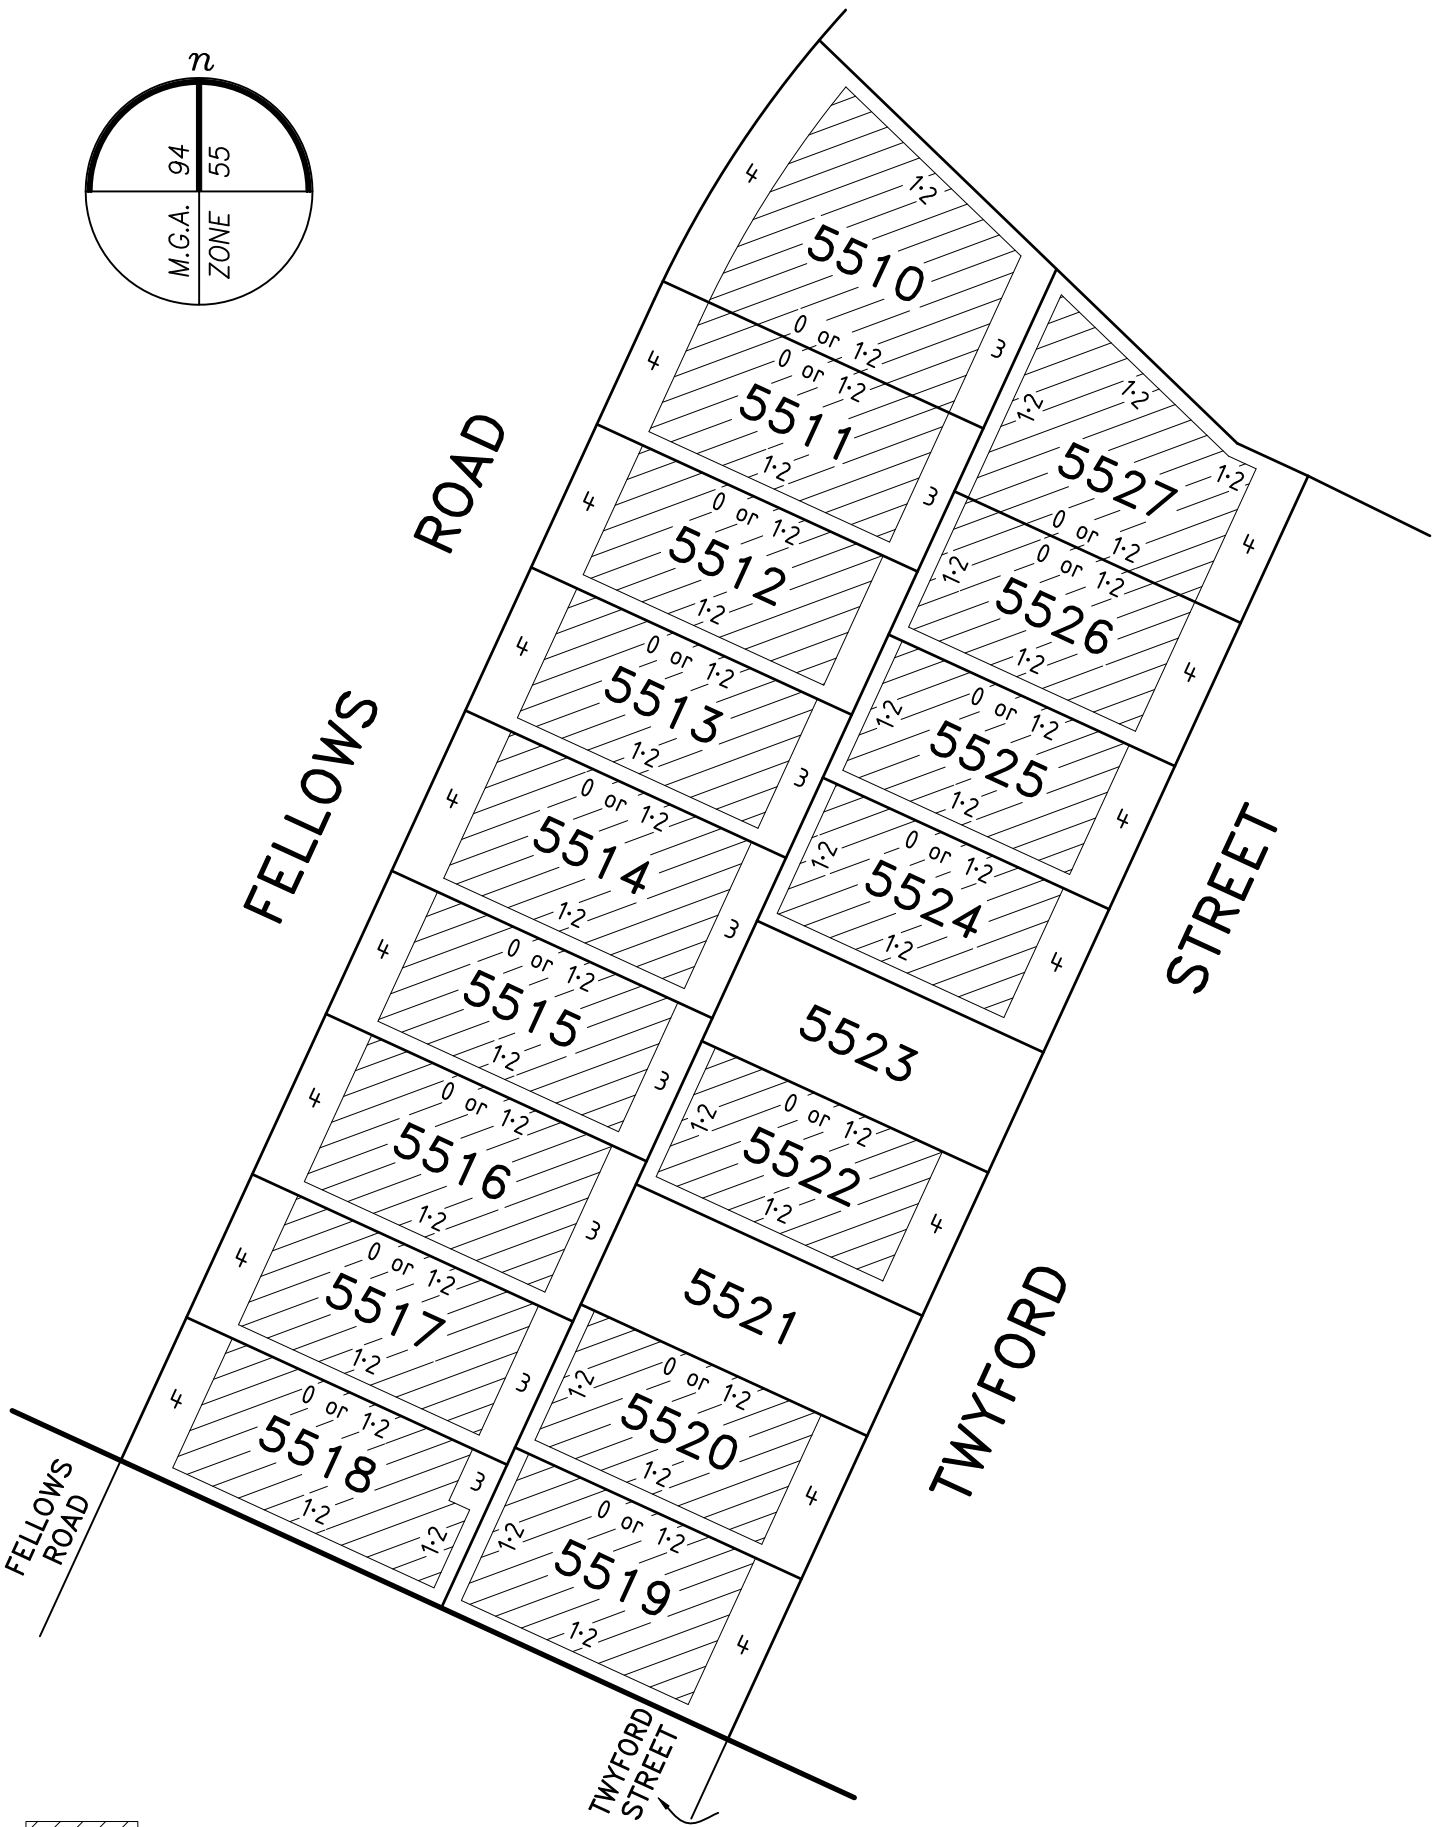 n
M.G.A. 94
ZONE 55
FELLOWS ROAD
TWYFORD STREET
4
1·2
5510
0 or 1·2
3
4
0 or 1·2
5511
1·2
3
4
0 or 1·2
5512
1·2
4
0 or 1·2
5513
1·2
3
4
0 or 1·2
5514
1·2
3
4
0 or 1·2
5515
1·2
3
4
0 or 1·2
5516
1·2
3
4
0 or 1·2
5517
1·2
3
4
0 or 1·2
5518
3
1·2
1·2
1·2
1·2
5527
1·2
0 or 1·2
4
0 or 1·2
1·2
5526
1·2
4
0 or 1·2
1·2
5525
1·2
4
0 or 1·2
1·2
5524
1·2
4
5523
0 or 1·2
1·2
5522
1·2
4
5521
0 or 1·2
1·2
5520
1·2
4
0 or 1·2
1·2
5519
1·2
4
FELLOWS
ROAD
TWYFORD
STREET